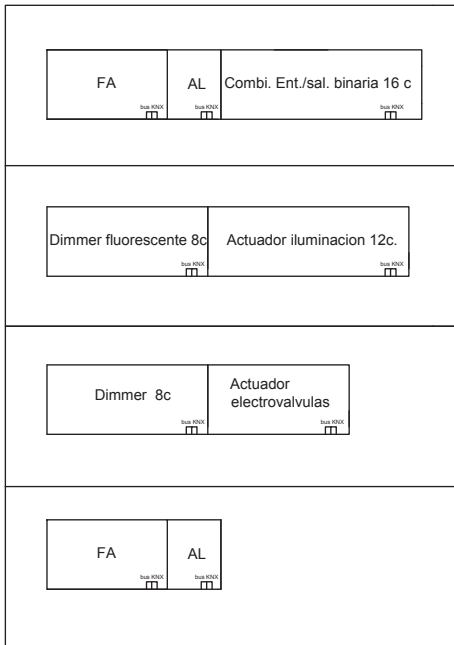 FA
AL
Combi. Ent./sal. binaria 16 c
bus KNX
bus KNX
bus KNX
Dimmer fluorescente 8c
Actuador iluminacion 12c.
bus KNX
bus KNX
Dimmer 8c
Actuador
electrovalvulas
bus KNX
bus KNX
FA
AL
bus KNX
bus KNX